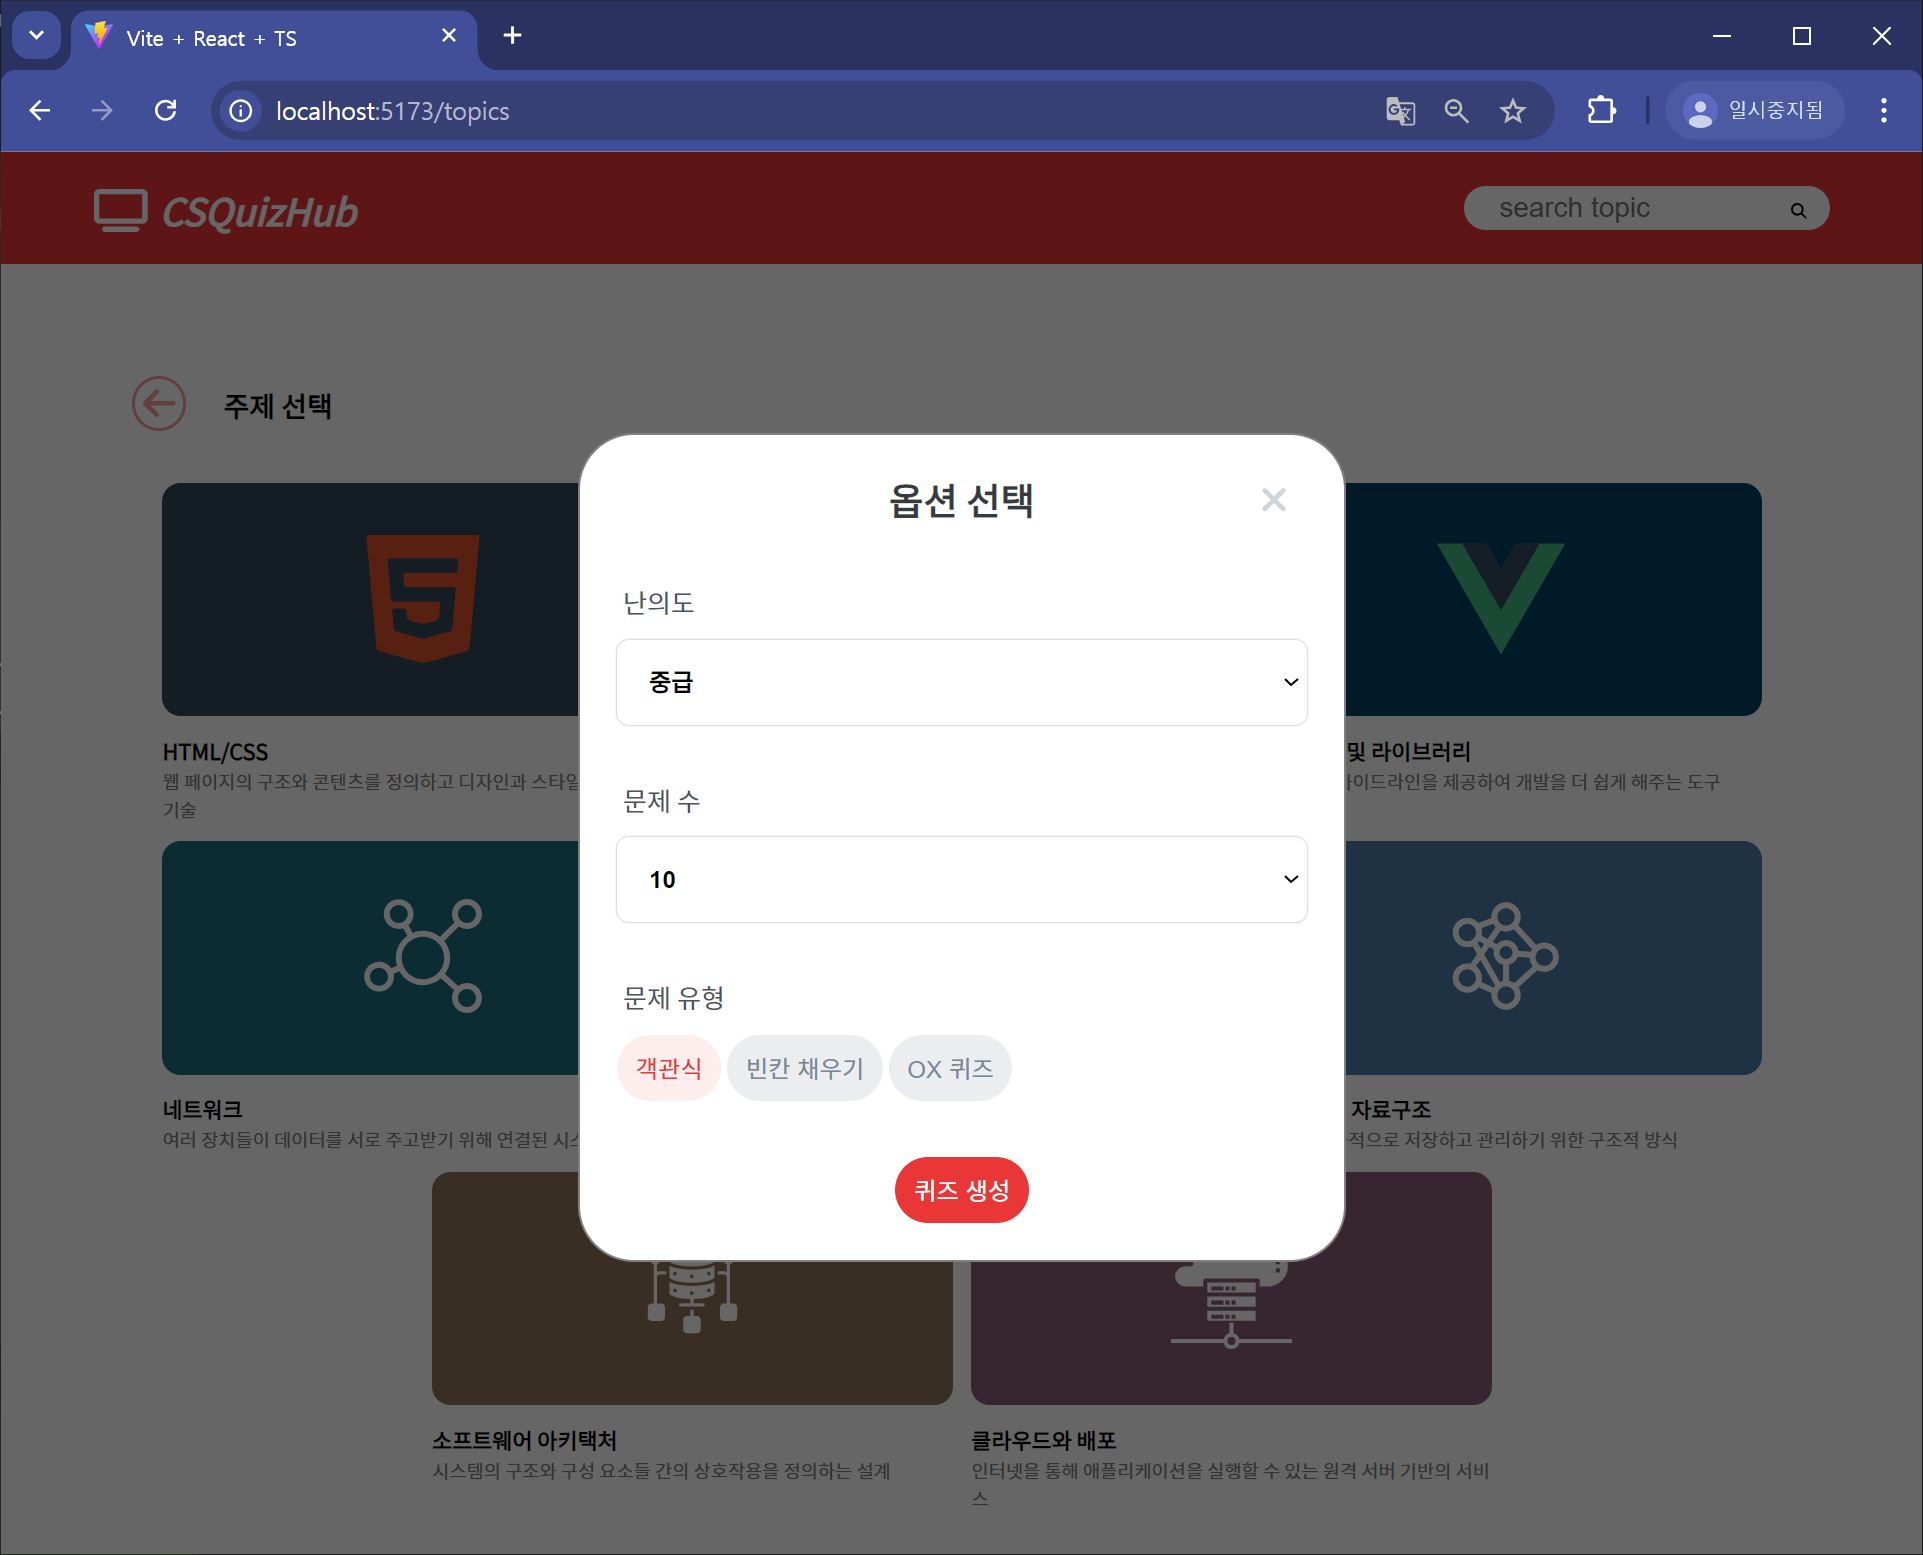 Vite + React + TS
localhost:5173/topics
일시중지됨
CSQuizHub
search topic
주제 선택
옵션 선택
난의도
중급
문제 수
10
문제 유형
객관식 빈칸 채우기 OX 퀴즈
퀴즈 생성
HTML/CSS
웹 페이지의 구조와 콘텐츠를 정의하고 디자인과 스타일
기술
및 라이브러리
이드라인을 제공하여 개발을 더 쉽게 해주는 도구
네트워크
여러 장치들이 데이터를 서로 주고받기 위해 연결된
자료구조
적으로 저장하고 관리하기 위한 구조적 방식
소프트웨어 아키택처
시스템의 구조와 구성 요소들 간의 상호작용을 정의하는 설계
클라우드와 배포
인터넷을 통해 애플리케이션을 실행할 수 있는 원격 서버 기반의 서비
스